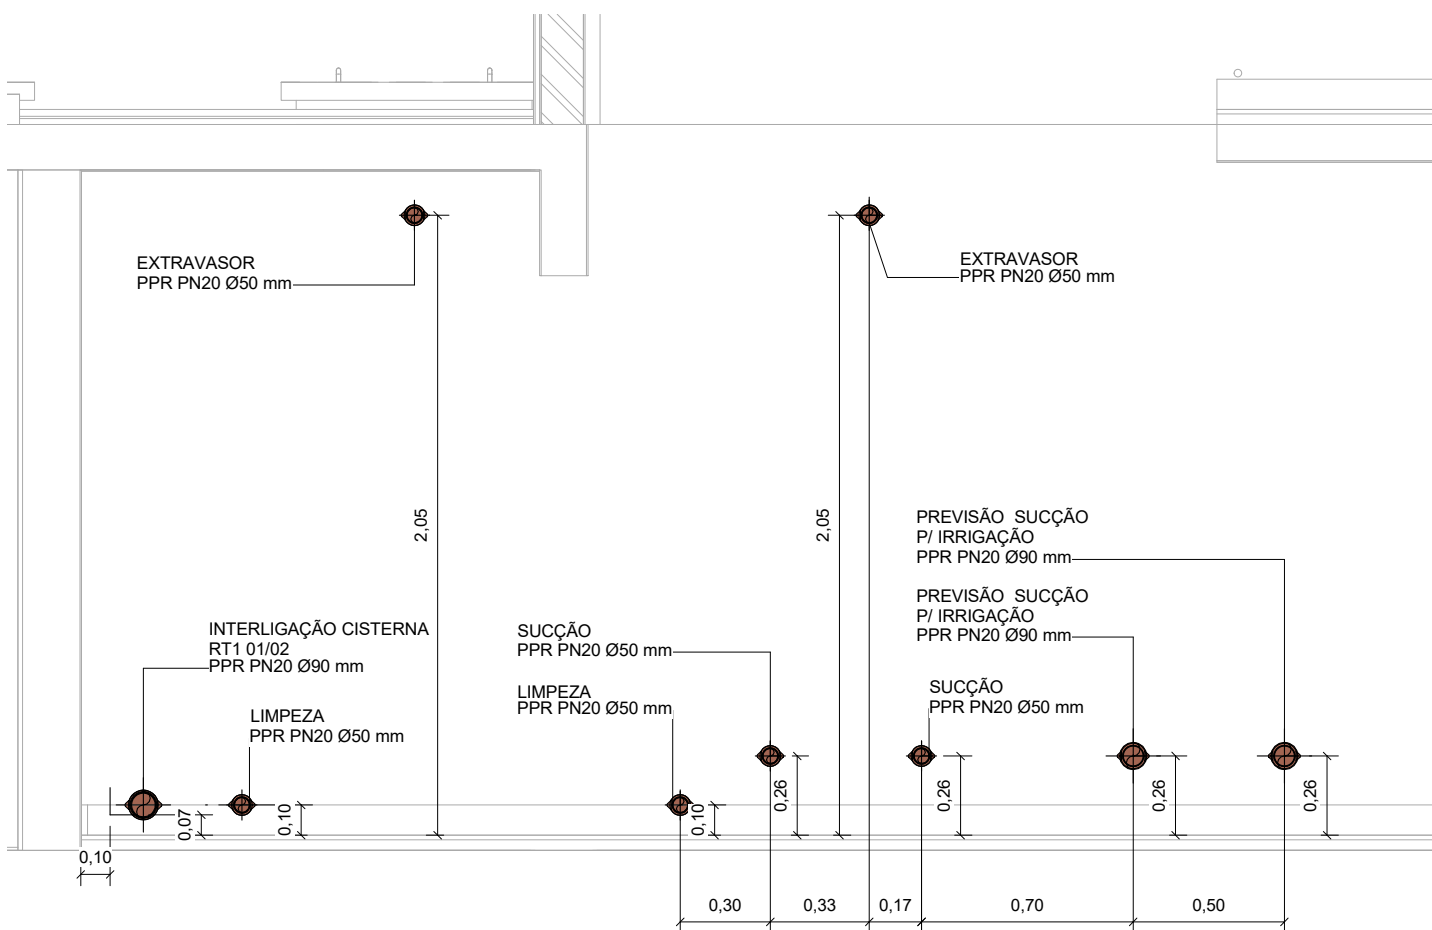 EXTRAVASOR
PPR PN20 Ø50 mm
EXTRAVASOR
PPR PN20 Ø50 mm
2,05
2,05
PREVISÃO SUCÇÃO
P/ IRRIGAÇÃO
PPR PN20 Ø90 mm
PREVISÃO SUCÇÃO
P/ IRRIGAÇÃO
PPR PN20 Ø90 mm
INTERLIGAÇÃO CISTERNA
RT1 01/02
PPR PN20 Ø90 mm
SUCÇÃO
PPR PN20 Ø50 mm
LIMPEZA
PPR PN20 Ø50 mm
SUCÇÃO
PPR PN20 Ø50 mm
LIMPEZA
PPR PN20 Ø50 mm
0,07
0,10
0,10
0,26
0,26
0,26
0,26
0,10
0,30
0,33
0,17
0,70
0,50